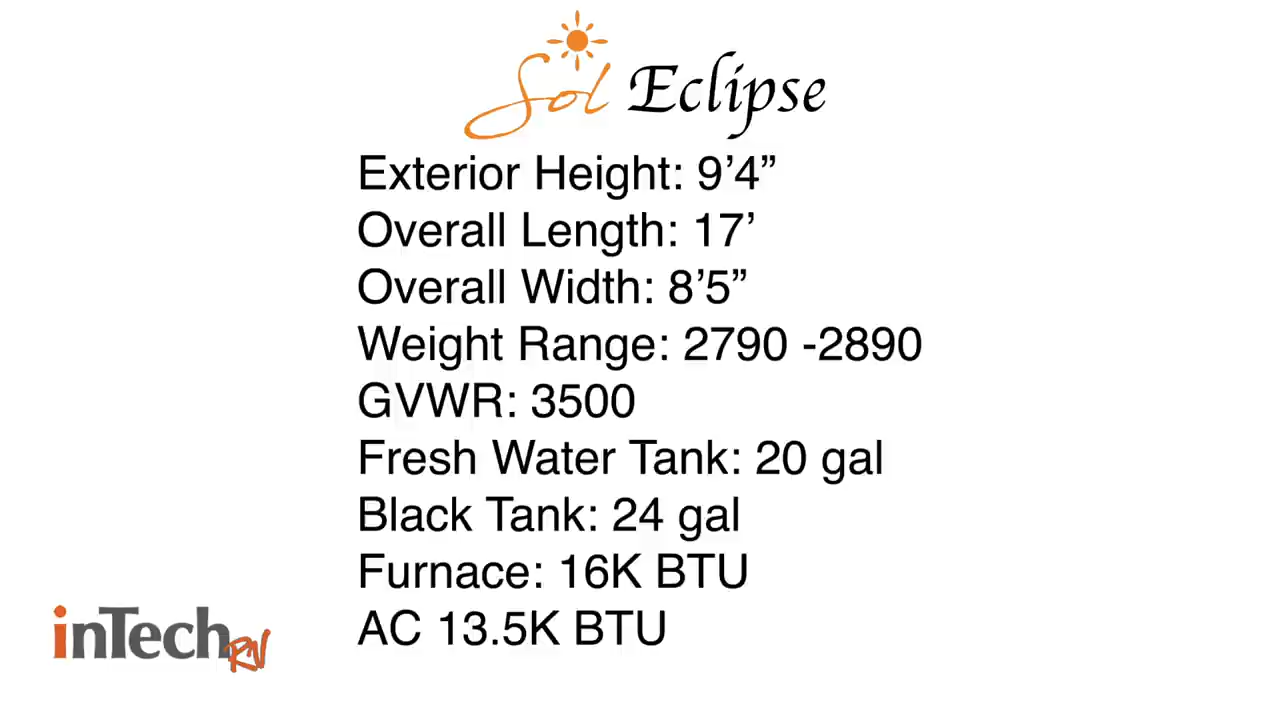 Sol Eclipse
Exterior Height: 9’4”
Overall Length: 17’
Overall Width: 8’5”
Weight Range: 2790 -2890
GVWR: 3500
Fresh Water Tank: 20 gal
Black Tank: 24 gal
Furnace: 16K BTU
AC 13.5K BTU
inTech RV